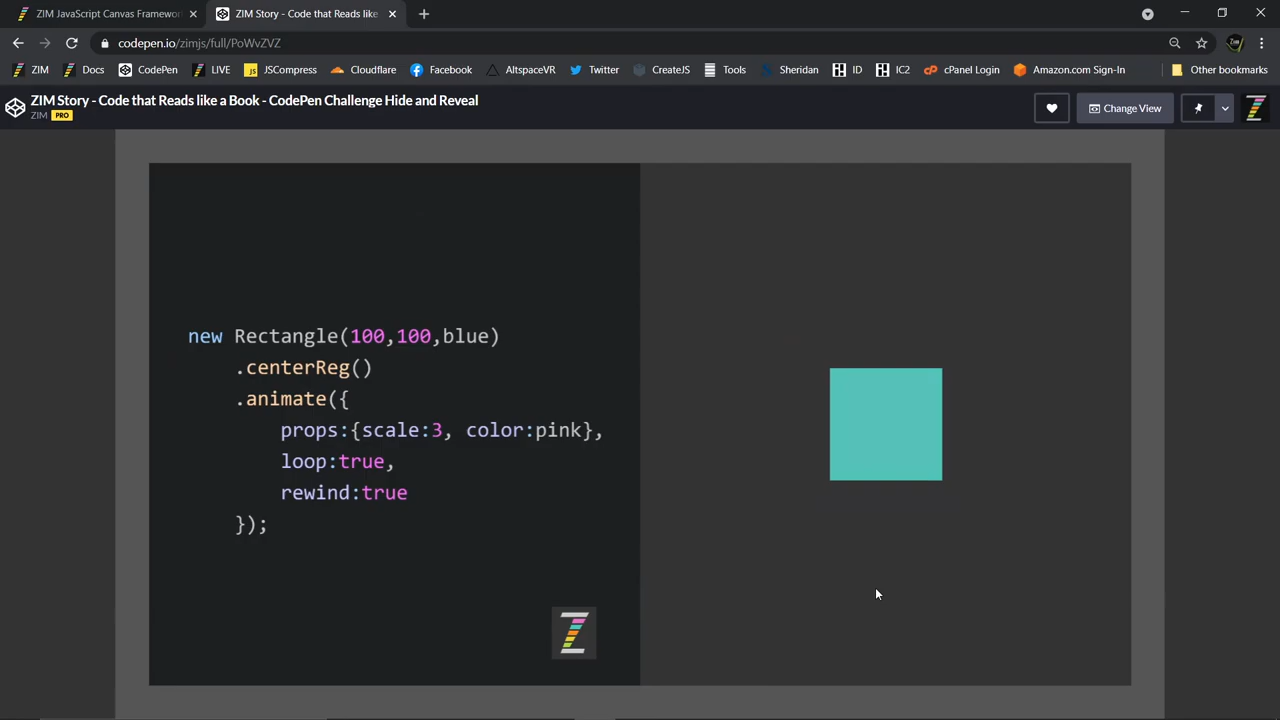 ZIM JavaScript Canvas Framewor
ZIM Story - Code that Reads like
codepen.io/zimjs/full/PoWvZVZ
ZIM
Docs
CodePen
LIVE
JSCompress
Cloudflare
Facebook
AltspaceVR
Twitter
CreateJS
Tools
Sheridan
ID
IC2
cPanel Login
Amazon.com Sign-In
Other bookmarks
ZIM Story - Code that Reads like a Book - CodePen Challenge Hide and Reveal
ZIM PRO
Change View
new Rectangle(100,100,blue)
.centerReg()
.animate({
props:{scale:3, color:pink},
loop:true,
rewind:true
});